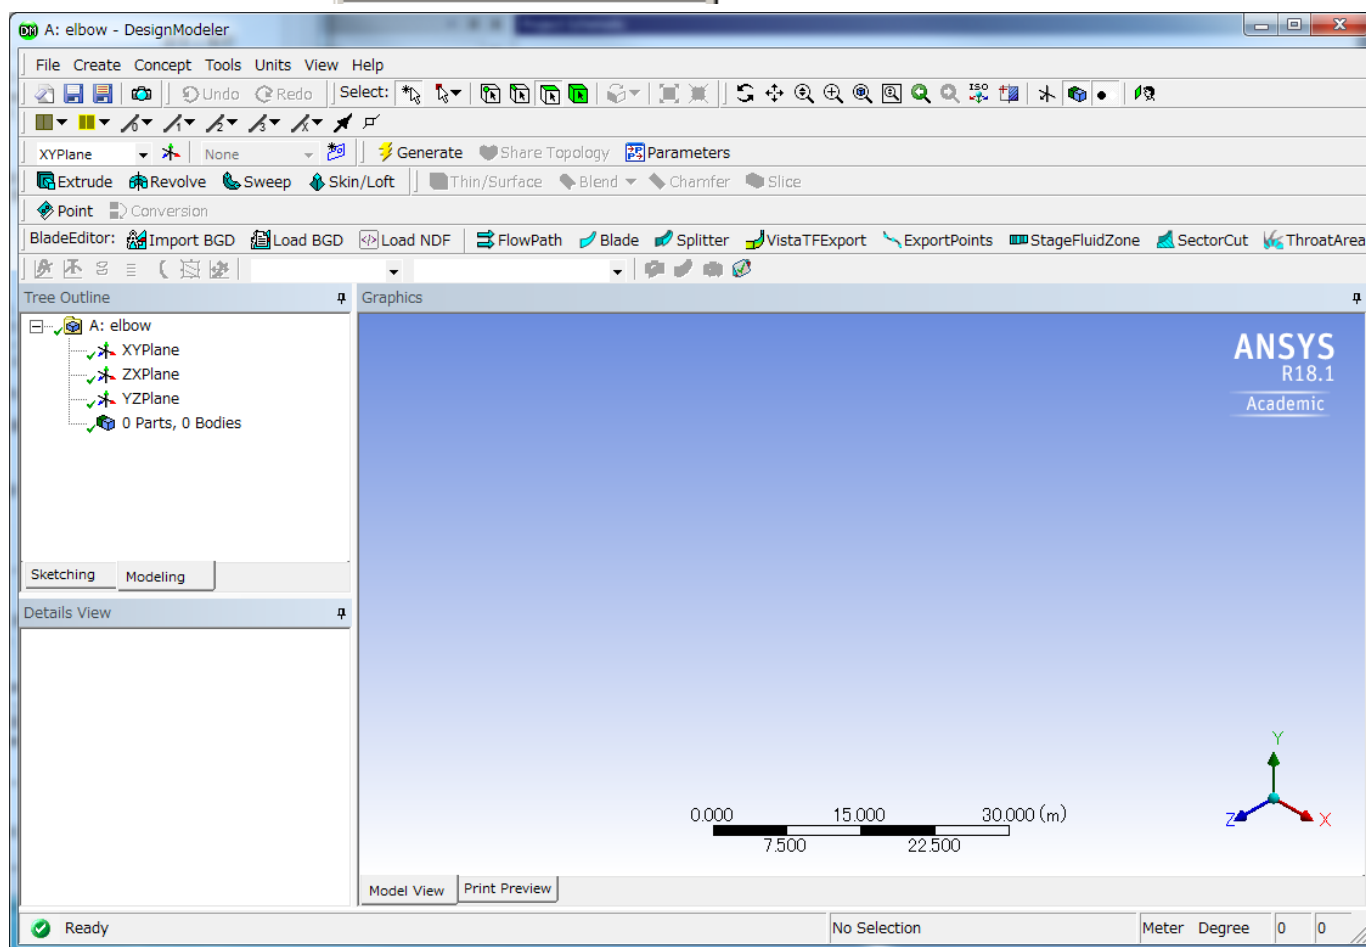 DM A: elbow - DesignModeler
File Create Concept Tools Units View Help
Undo Redo Select:
XYPlane None Generate Share Topology Parameters
Extrude Revolve Sweep Skin/Loft Thin/Surface Blend Chamfer Slice
Point Conversion
BladeEditor: Import BGD Load BGD Load NDF FlowPath Blade Splitter VistaTFExport ExportPoints StageFluidZone SectorCut ThroatArea
Tree Outline
A: elbow
XYPlane
ZXPlane
YZPlane
0 Parts, 0 Bodies
Sketching Modeling
Details View
Graphics
ANSYS
R18.1
Academic
Y
Z X
0.000 15.000 30.000 (m)
7.500 22.500
Model View Print Preview
Ready No Selection Meter Degree 0 0